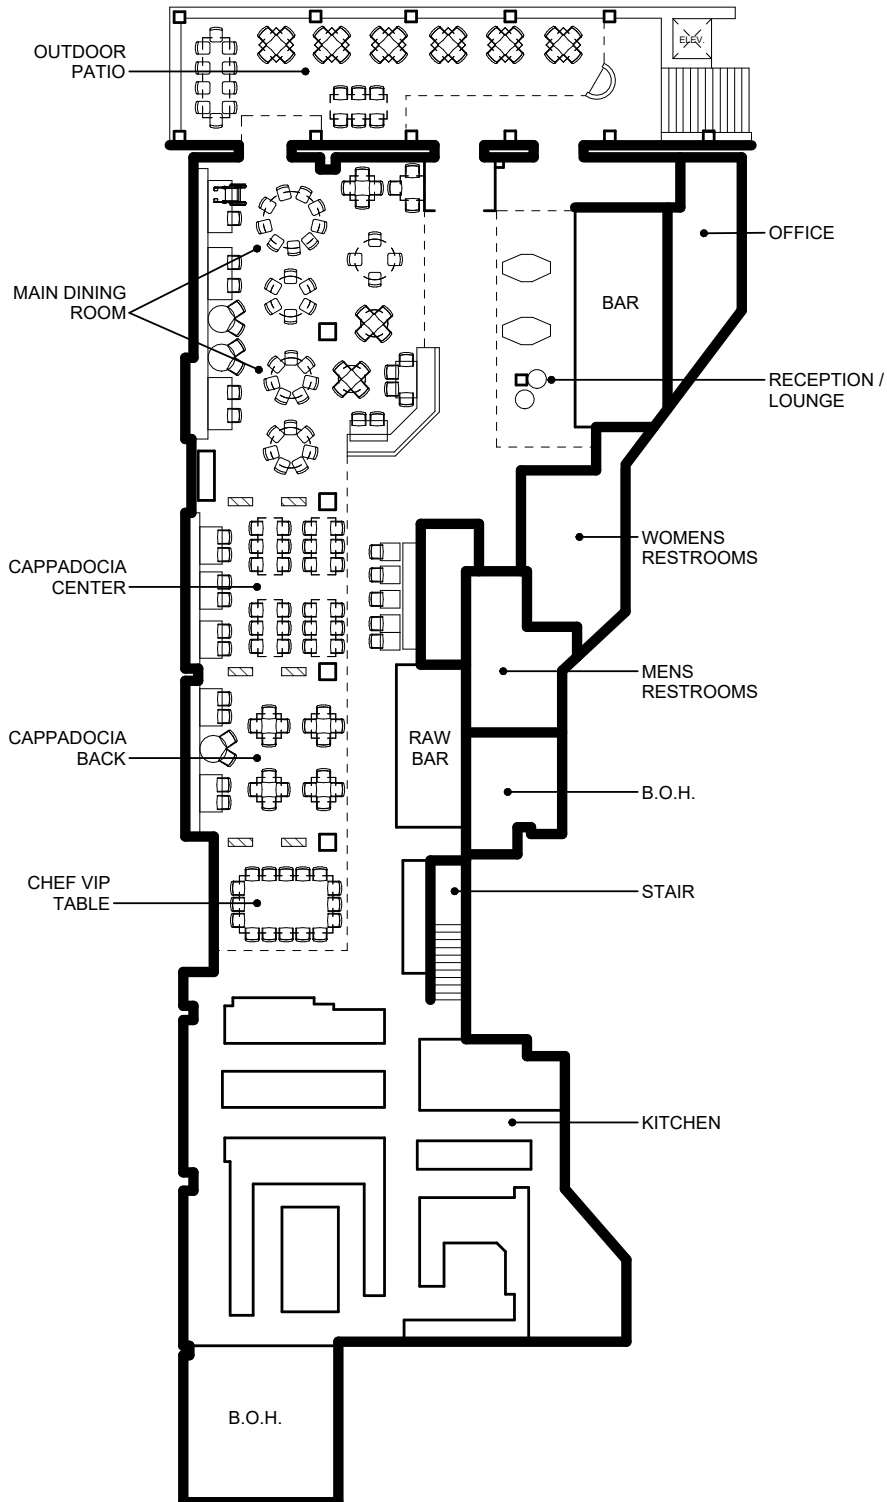 OUTDOOR
PATIO
ELEV.
OFFICE
MAIN DINING
ROOM
BAR
RECEPTION /
LOUNGE
WOMENS
RESTROOMS
CAPPADOCIA
CENTER
MENS
RESTROOMS
CAPPADOCIA
BACK
RAW
BAR
B.O.H.
CHEF VIP
TABLE
STAIR
KITCHEN
B.O.H.